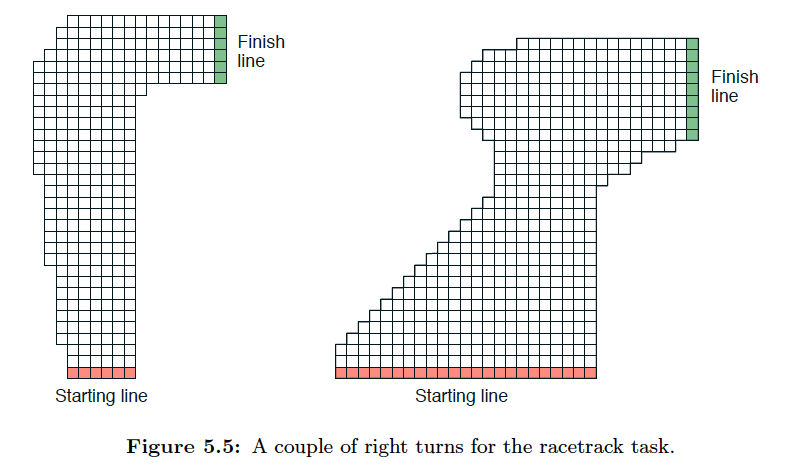 Finish
line
Finish
line
Starting line
Starting line
Figure 5.5: A couple of right turns for the racetrack task.